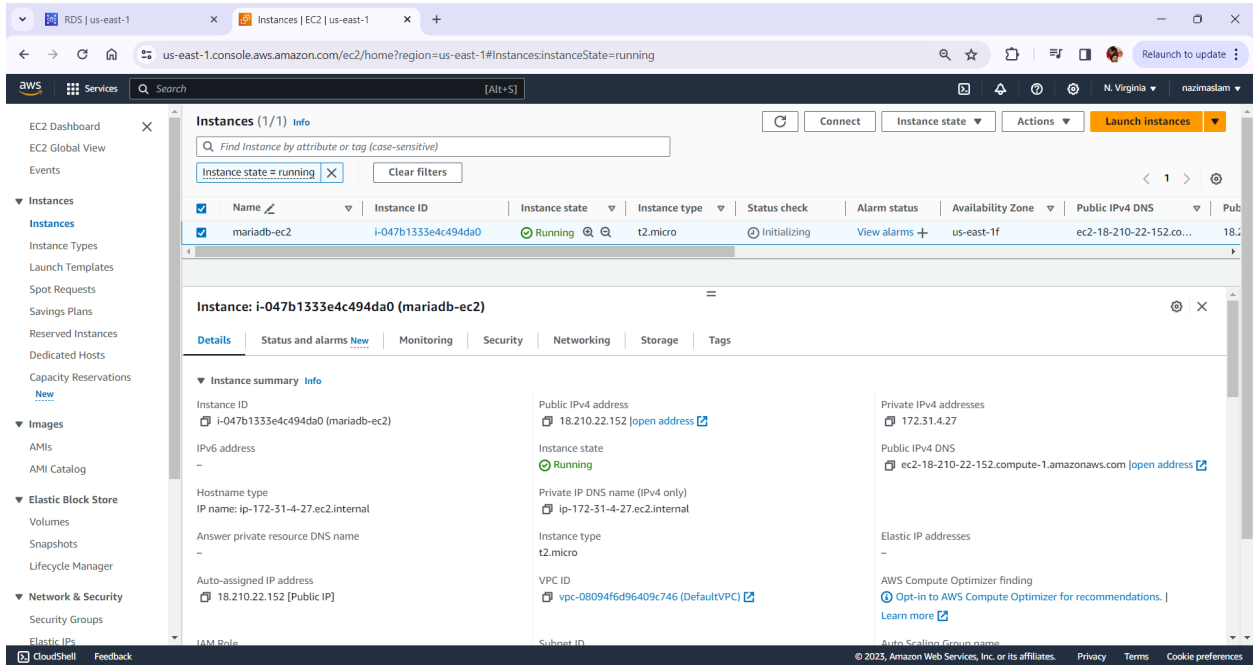 RDS | us-east-1
Instances | EC2 | us-east-1
us-east-1.console.aws.amazon.com/ec2/home?region=us-east-1#Instances:instanceState=running
Relaunch to update
aws Services Search [Alt+S] N. Virginia nazimaslam
EC2 Dashboard
EC2 Global View
Events
Instances
Instances
Instance Types
Launch Templates
Spot Requests
Savings Plans
Reserved Instances
Dedicated Hosts
Capacity Reservations
New
Images
AMIs
AMI Catalog
Elastic Block Store
Volumes
Snapshots
Lifecycle Manager
Network & Security
Security Groups
Elastic IPs
Instances (1/1) Info
Connect Instance state Actions Launch instances
Find Instance by attribute or tag (case-sensitive)
Instance state = running Clear filters
1
Name Instance ID Instance state Instance type Status check Alarm status Availability Zone Public IPv4 DNS Pub
mariadb-ec2 i-047b1333e4c494da0 Running t2.micro Initializing View alarms + us-east-1f ec2-18-210-22-152.co... 18.2
Instance: i-047b1333e4c494da0 (mariadb-ec2)
Details Status and alarms New Monitoring Security Networking Storage Tags
Instance summary Info
Instance ID
i-047b1333e4c494da0 (mariadb-ec2)
Public IPv4 address
18.210.22.152 |open address
Private IPv4 addresses
172.31.4.27
IPv6 address
–
Instance state
Running
Public IPv4 DNS
ec2-18-210-22-152.compute-1.amazonaws.com |open address
Hostname type
IP name: ip-172-31-4-27.ec2.internal
Private IP DNS name (IPv4 only)
ip-172-31-4-27.ec2.internal
Answer private resource DNS name
–
Instance type
t2.micro
Elastic IP addresses
–
Auto-assigned IP address
18.210.22.152 [Public IP]
VPC ID
vpc-08094f6d96409c746 (DefaultVPC)
AWS Compute Optimizer finding
Opt-in to AWS Compute Optimizer for recommendations. |
Learn more
IAM Role
Subnet ID
Auto Scaling Group name
CloudShell Feedback © 2023, Amazon Web Services, Inc. or its affiliates. Privacy Terms Cookie preferences